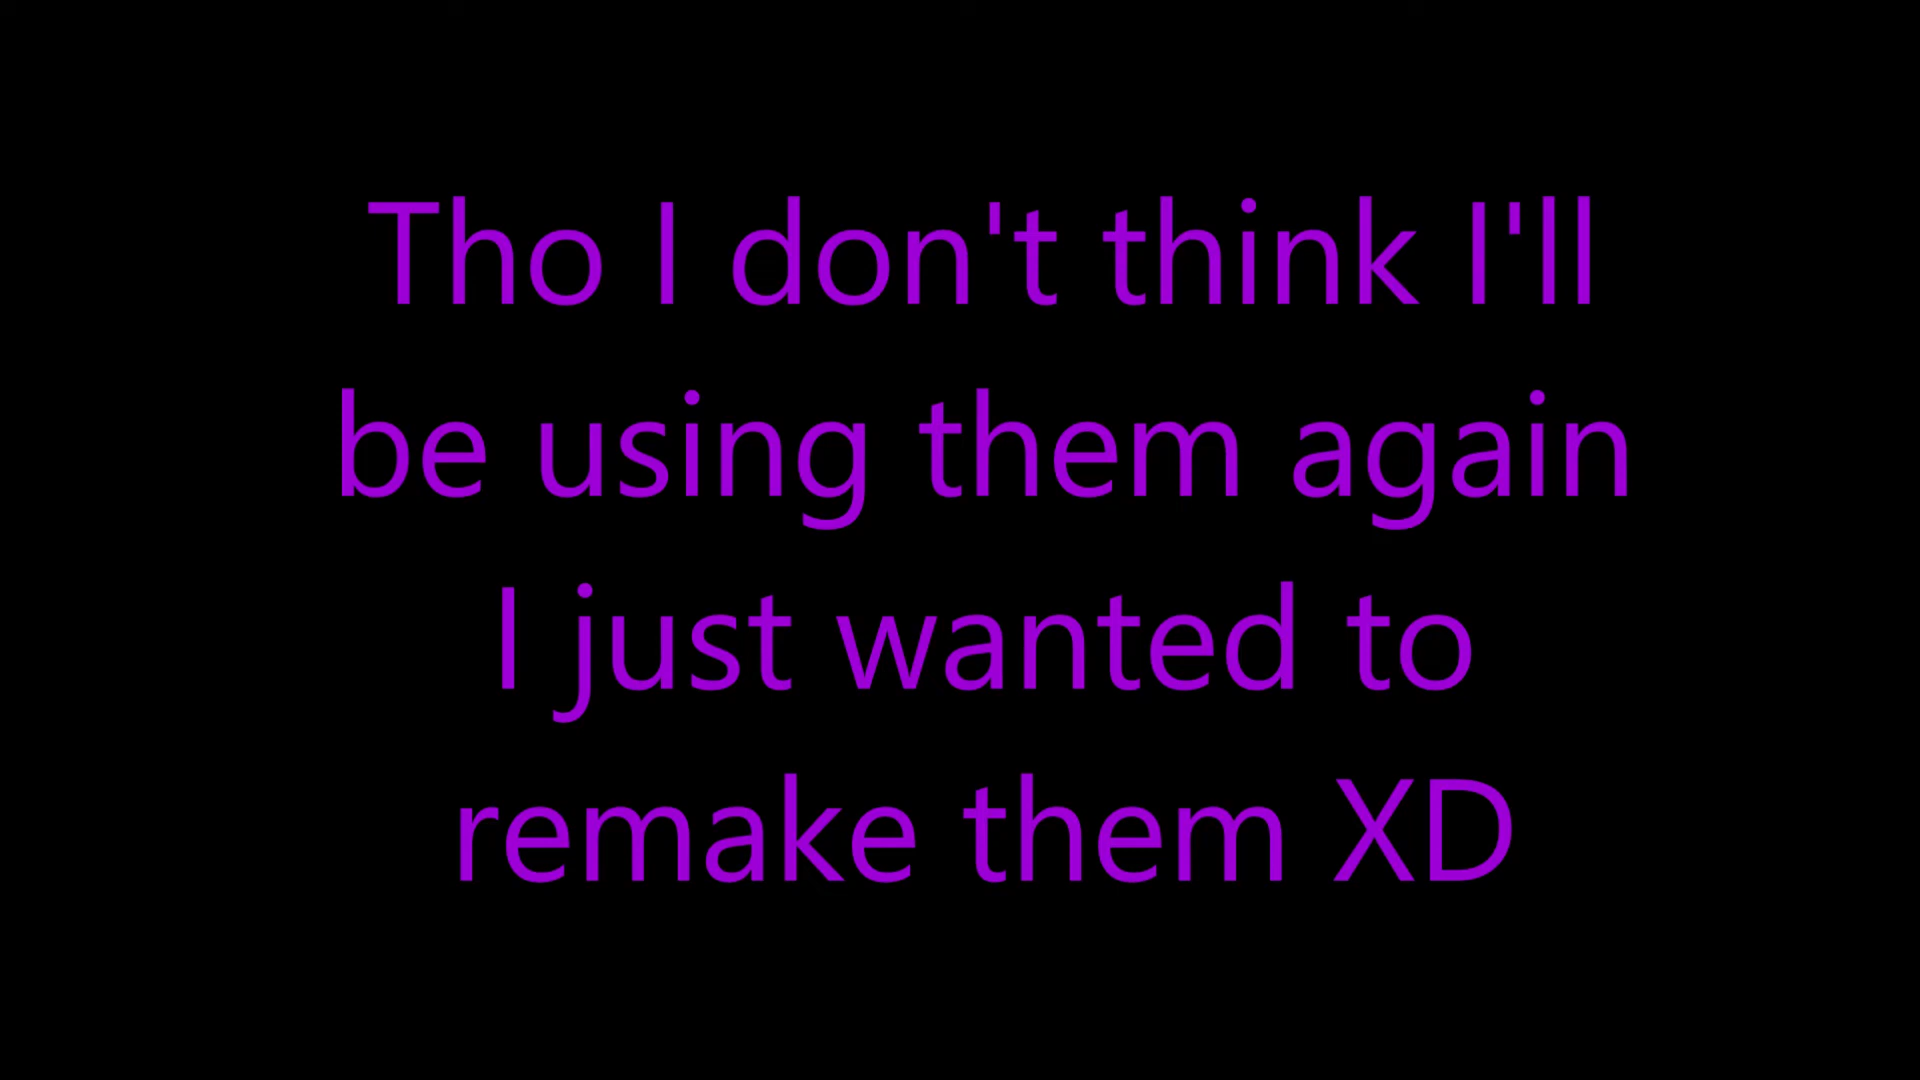 Tho I don't think I'll
be using them again
I just wanted to
remake them XD